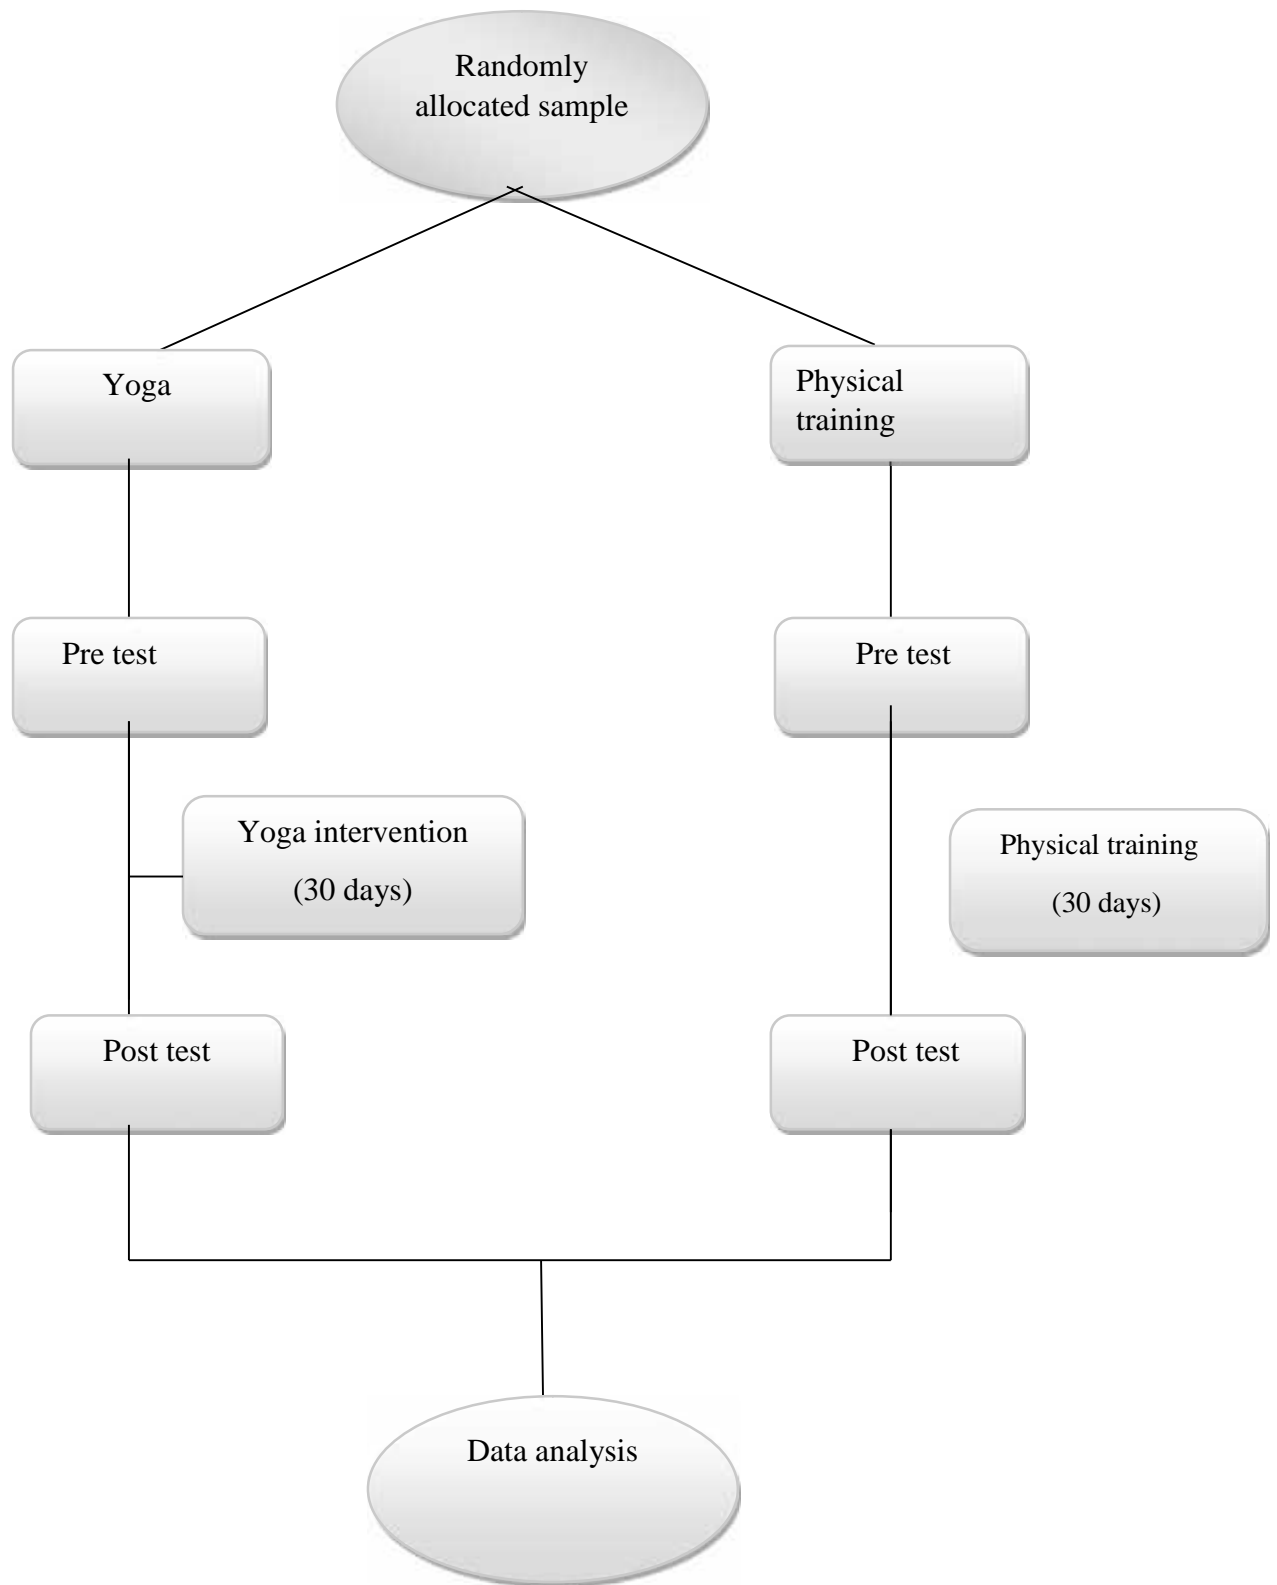 Randomly
allocated sample
Yoga
Physical
training
Pre test
Pre test
Yoga intervention
(30 days)
Physical training
(30 days)
Post test
Post test
Data analysis